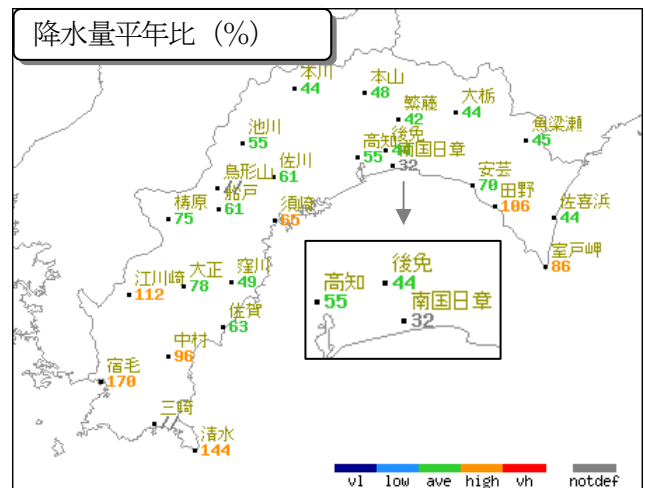 降水量平年比 (%)
本川
44
本山
48
繁藤
42
大栃
44
魚梁瀬
45
池川
55
高知
55
後免
44
南国日章
32
鳥形山
//
佐川
61
安芸
70
田野
106
佐喜浜
44
梼原
75
船戸
61
須崎
65
室戸岬
86
江川崎
112
大正
78
窪川
49
佐賀
63
中村
96
宿毛
170
三崎
//
清水
144
後免
44
高知
55
南国日章
32
vl low ave high vh notdef